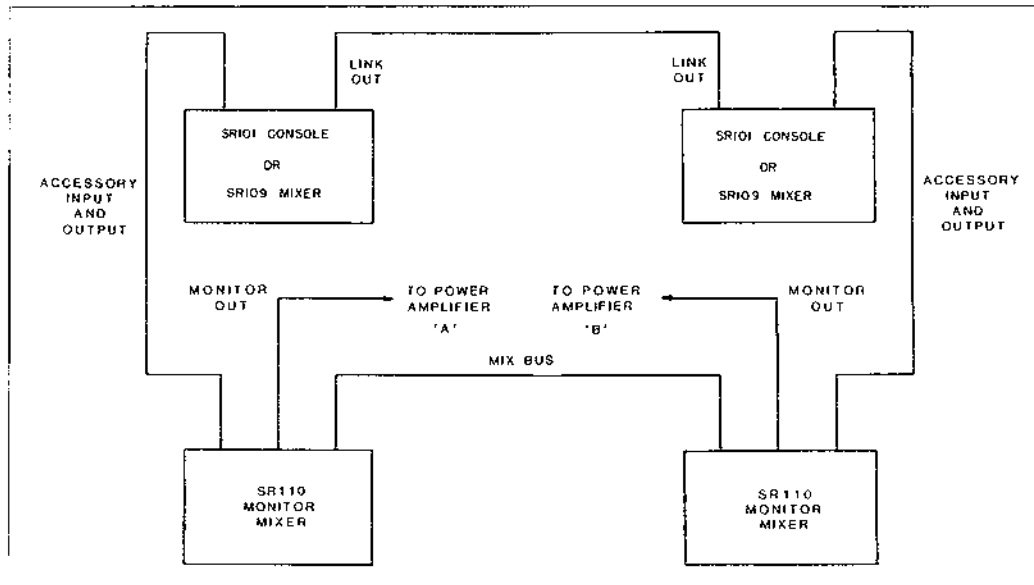 LINK
OUT
LINK
OUT
SR101 CONSOLE
OR
SR109 MIXER
SR101 CONSOLE
OR
SR109 MIXER
ACCESSORY
INPUT
AND
OUTPUT
ACCESSORY
INPUT
AND
OUTPUT
MONITOR
OUT
TO POWER
AMPLIFIER
'A'
TO POWER
AMPLIFIER
'B'
MONITOR
OUT
MIX BUS
SR110
MONITOR
MIXER
SR110
MONITOR
MIXER